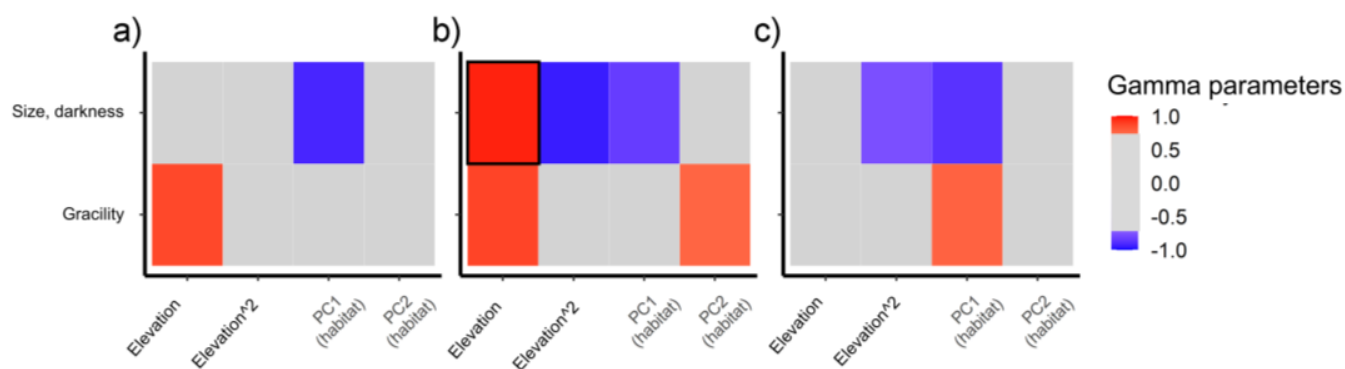 a)
b)
c)
Size, darkness
Gracility
Elevation
Elevation^2
PC1
(habitat)
PC2
(habitat)
Elevation
Elevation^2
PC1
(habitat)
PC2
(habitat)
Elevation
Elevation^2
PC1
(habitat)
PC2
(habitat)
Gamma parameters
1.0
0.5
0.0
-0.5
-1.0